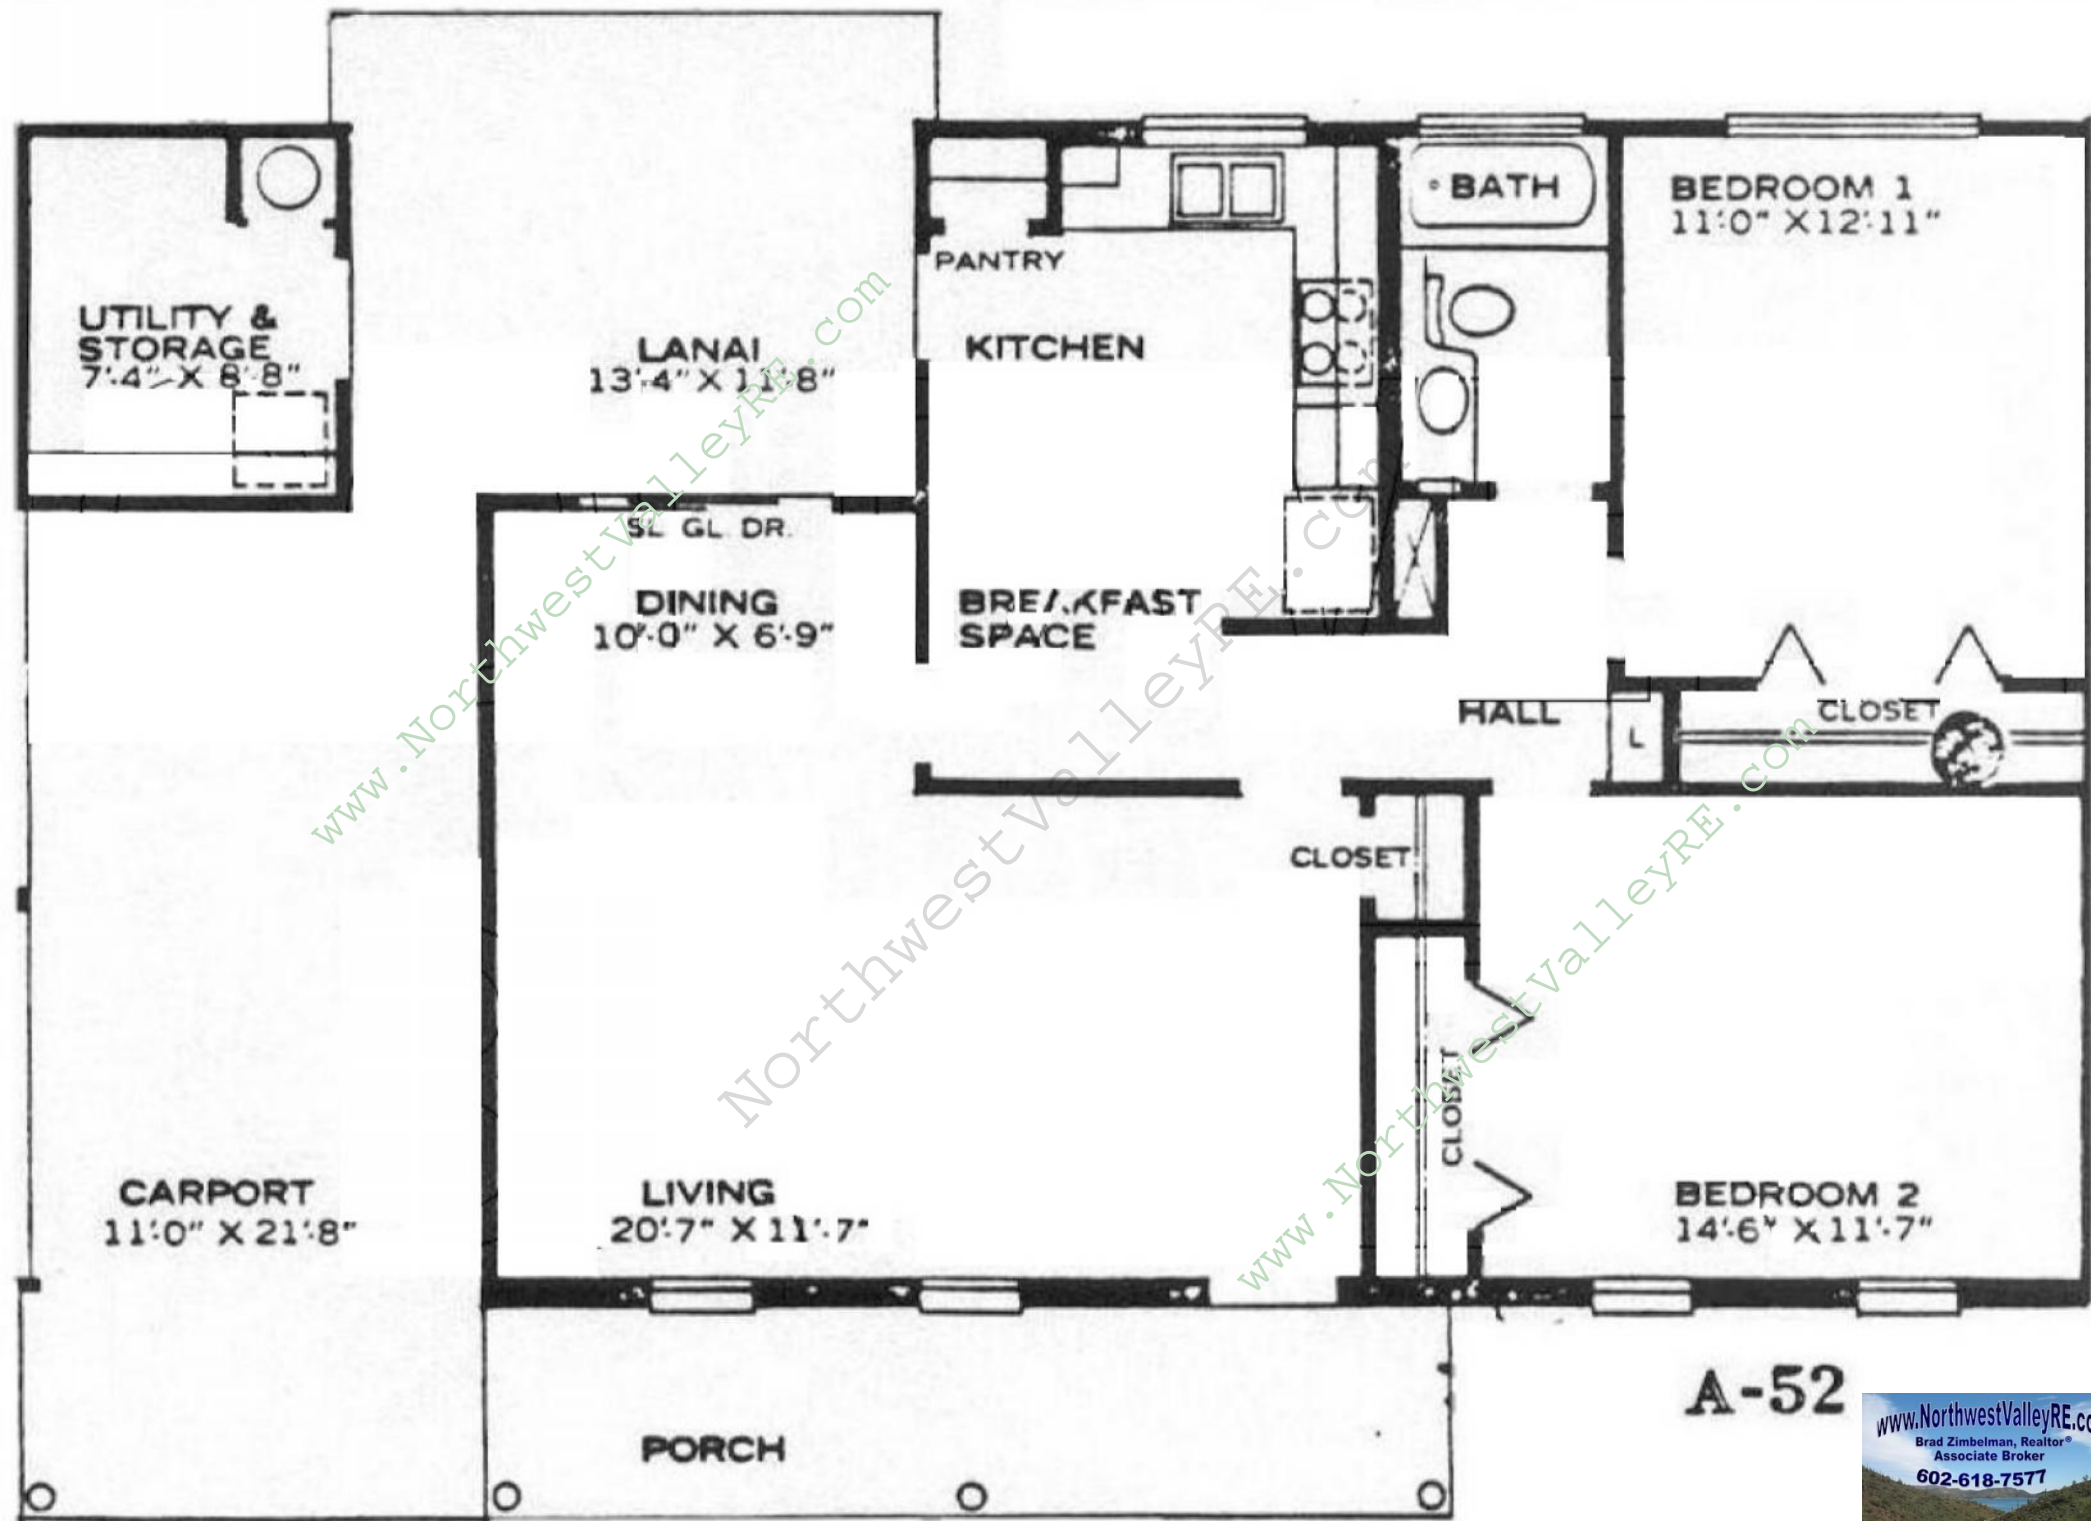 BATH
BEDROOM 1
11'-0" X 12'-11"
PANTRY
UTILITY &
STORAGE
7'-4" X 8'-8"
LANAI
13'-4" X 11'-8"
KITCHEN
SL GL. DR.
DINING
10'-0" X 6'-9"
BREAKFAST
SPACE
HALL
L
CLOSET
CLOSET
CLOSET
CARPORT
11'-0" X 21'-8"
LIVING
20'-7" X 11'-7"
BEDROOM 2
14'-6" X 11'-7"
PORCH
A-52
www.NorthwestValleyRE.com
NorthwestValleyRE.com
www.NorthwestValleyRE.com
www.NorthwestValleyRE.co
Brad Zimbelman, Realtor®
Associate Broker
602-618-7577